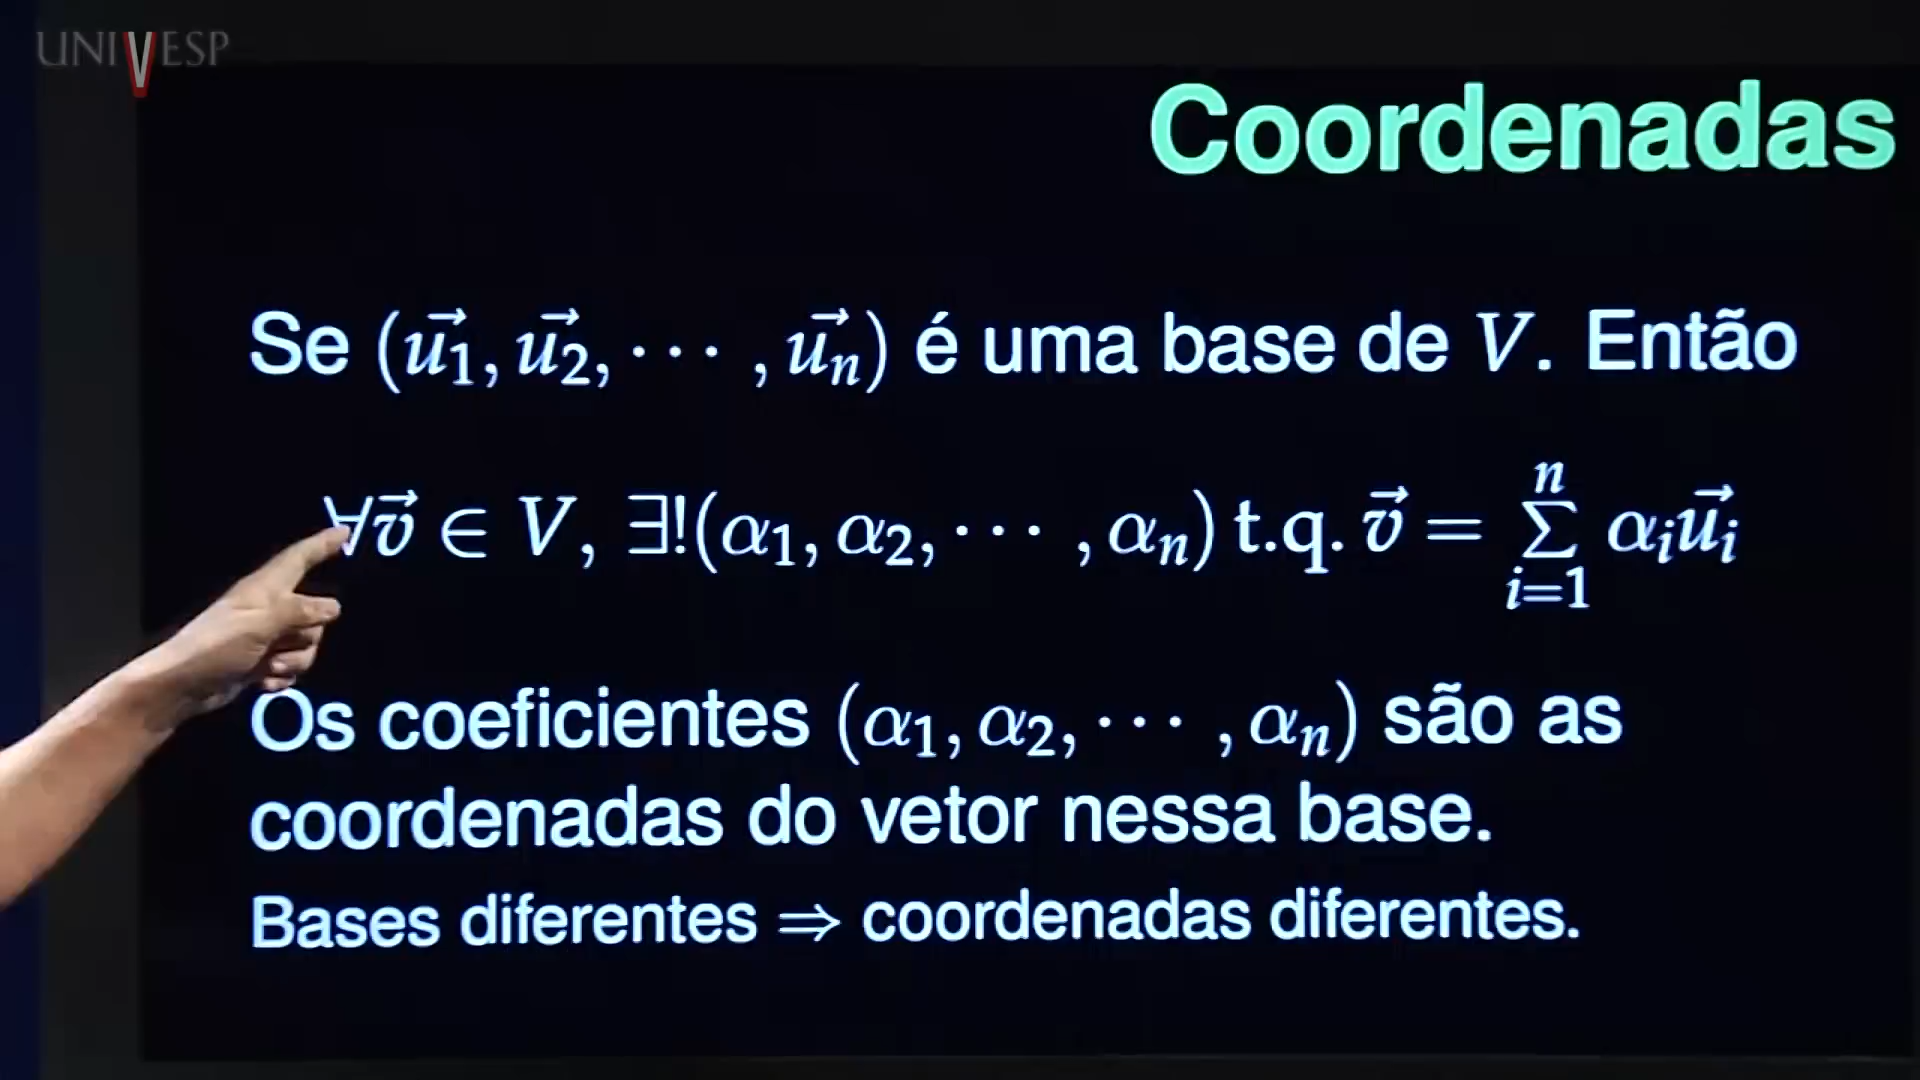 UNIVESP
Coordenadas
Se (u⃗₁, u⃗₂, ⋯ , u⃗ₙ) é uma base de V. Então
∀v⃗ ∈ V, ∃!(α₁, α₂, ⋯ , αₙ) t.q. v⃗ = ∑ᵢ₌₁ⁿ αᵢu⃗ᵢ
Os coeficientes (α₁, α₂, ⋯ , αₙ) são as
coordenadas do vetor nessa base.
Bases diferentes ⇒ coordenadas diferentes.